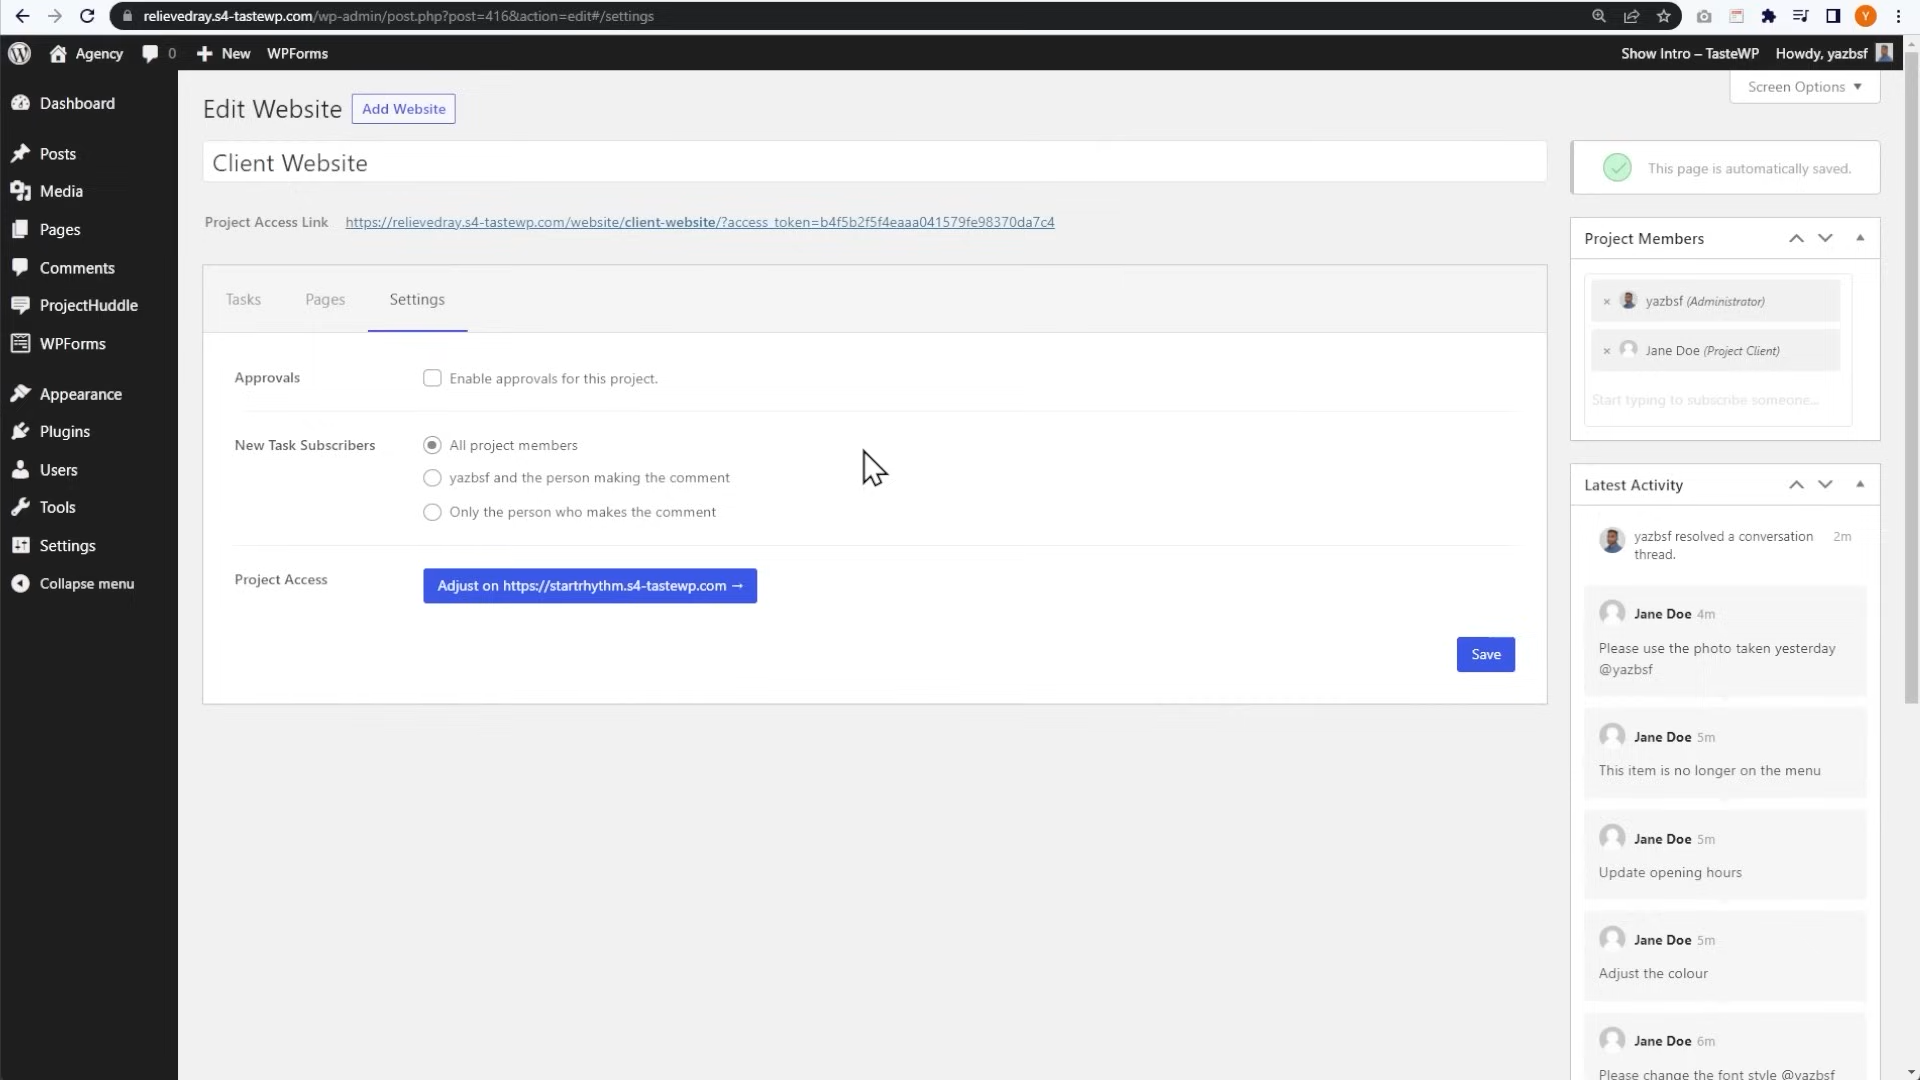 relievedray.s4-tastewp.com/wp-admin/post.php?post=416&action=edit#/settings
Y
Agency
0
New
WPForms
Show Intro – TasteWP
Howdy, yazbsf
Dashboard
Posts
Media
Pages
Comments
ProjectHuddle
WPForms
Appearance
Plugins
Users
Tools
Settings
Collapse menu
Screen Options
Edit Website
Add Website
Client Website
Project Access Link
https://relievedray.s4-tastewp.com/website/client-website/?access_token=b4f5b2f5f4eaaa041579fe98370da7c4
Tasks
Pages
Settings
Approvals
Enable approvals for this project.
New Task Subscribers
All project members
yazbsf and the person making the comment
Only the person who makes the comment
Project Access
Adjust on https://startrhythm.s4-tastewp.com →
Save
This page is automatically saved.
Project Members
× yazbsf (Administrator)
× Jane Doe (Project Client)
Start typing to subscribe someone...
Latest Activity
yazbsf resolved a conversation 2m
thread.
Jane Doe 4m
Please use the photo taken yesterday
@yazbsf
Jane Doe 5m
This item is no longer on the menu
Jane Doe 5m
Update opening hours
Jane Doe 5m
Adjust the colour
Jane Doe 6m
Please change the font style @yazbsf